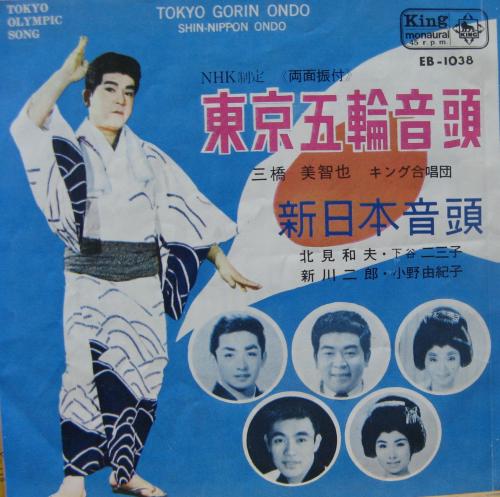 TOKYO
OLYMPIC
SONG
TOKYO GORIN ONDO
SHIN-NIPPON ONDO
King
monaural
45 r.p.m.
KING
EB-1038
NHK制定 《両面振付》
東京五輪音頭
三橋 美智也 キング合唱団
新日本音頭
北見和夫・下谷二三子
新川二郎・小野由紀子